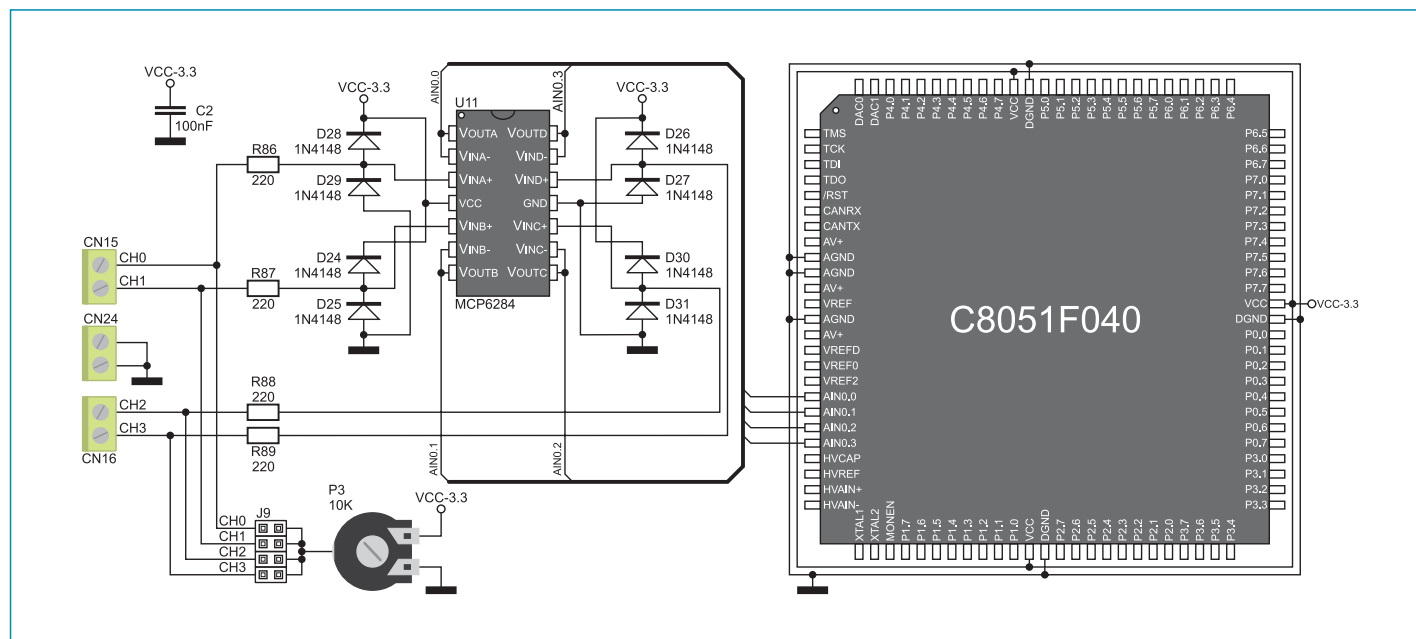 VCC-3.3
C2
100nF
VCC-3.3
D28
1N4148
D29
1N4148
D24
1N4148
D25
1N4148
R86
220
R87
220
CN15
CH0
CH1
CN24
CH2
CH3
CN16
R88
220
R89
220
AIN0.0
AIN0.3
U11
VOUTA
VINA-
VINA+
VCC
VINB+
VINB-
VOUTB
VOUTD
VIND-
VIND+
GND
VINC+
VINC-
VOUTC
MCP6284
AIN0.1
AIN0.2
VCC-3.3
D26
1N4148
D27
1N4148
D30
1N4148
D31
1N4148
J9
CH0
CH1
CH2
CH3
P3
10K
VCC-3.3
DAC0
DAC1
P4.0
P4.1
P4.2
P4.3
P4.4
P4.5
P4.6
P4.7
VCC
DGND
P5.0
P5.1
P5.2
P5.3
P5.4
P5.5
P5.6
P5.7
P6.0
P6.1
P6.2
P6.3
P6.4
TMS
TCK
TDI
TDO
/RST
CANRX
CANTX
AV+
AGND
AGND
AV+
VREF
AGND
AV+
VREFD
VREF0
VREF2
AIN0.0
AIN0.1
AIN0.2
AIN0.3
HVCAP
HVREF
HVAIN+
HVAIN-
C8051F040
P6.5
P6.6
P6.7
P7.0
P7.1
P7.2
P7.3
P7.4
P7.5
P7.6
P7.7
VCC
DGND
P0.0
P0.1
P0.2
P0.3
P0.4
P0.5
P0.6
P0.7
P3.0
P3.1
P3.2
P3.3
VCC-3.3
XTAL1
XTAL2
MONEN
P1.7
P1.6
P1.5
P1.4
P1.3
P1.2
P1.1
P1.0
VCC
DGND
P2.7
P2.6
P2.5
P2.4
P2.3
P2.2
P2.1
P2.0
P3.7
P3.6
P3.5
P3.4